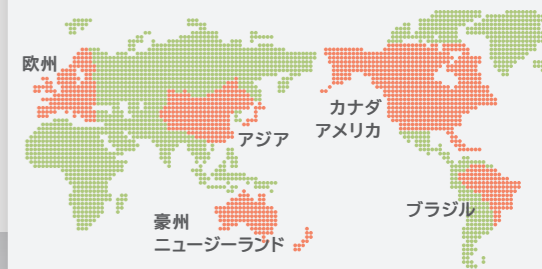 欧州
アジア
カナダ
アメリカ
豪州
ニュージーランド
ブラジル